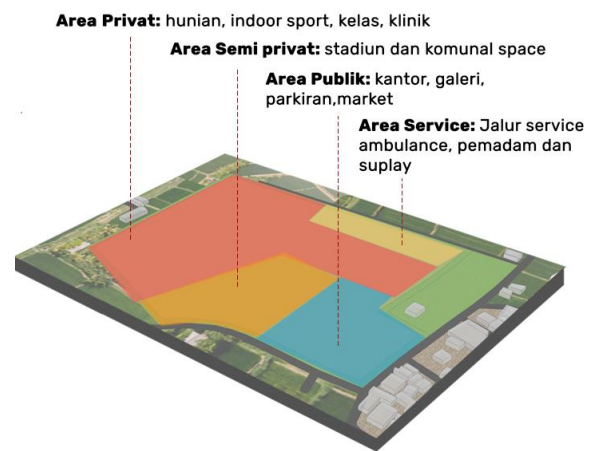 Area Privat: hunian, indoor sport, kelas, klinik
Area Semi privat: stadiun dan komunal space
Area Publik: kantor, galeri,
parkiran,market
Area Service: Jalur service
ambulance, pemadam dan
suplay